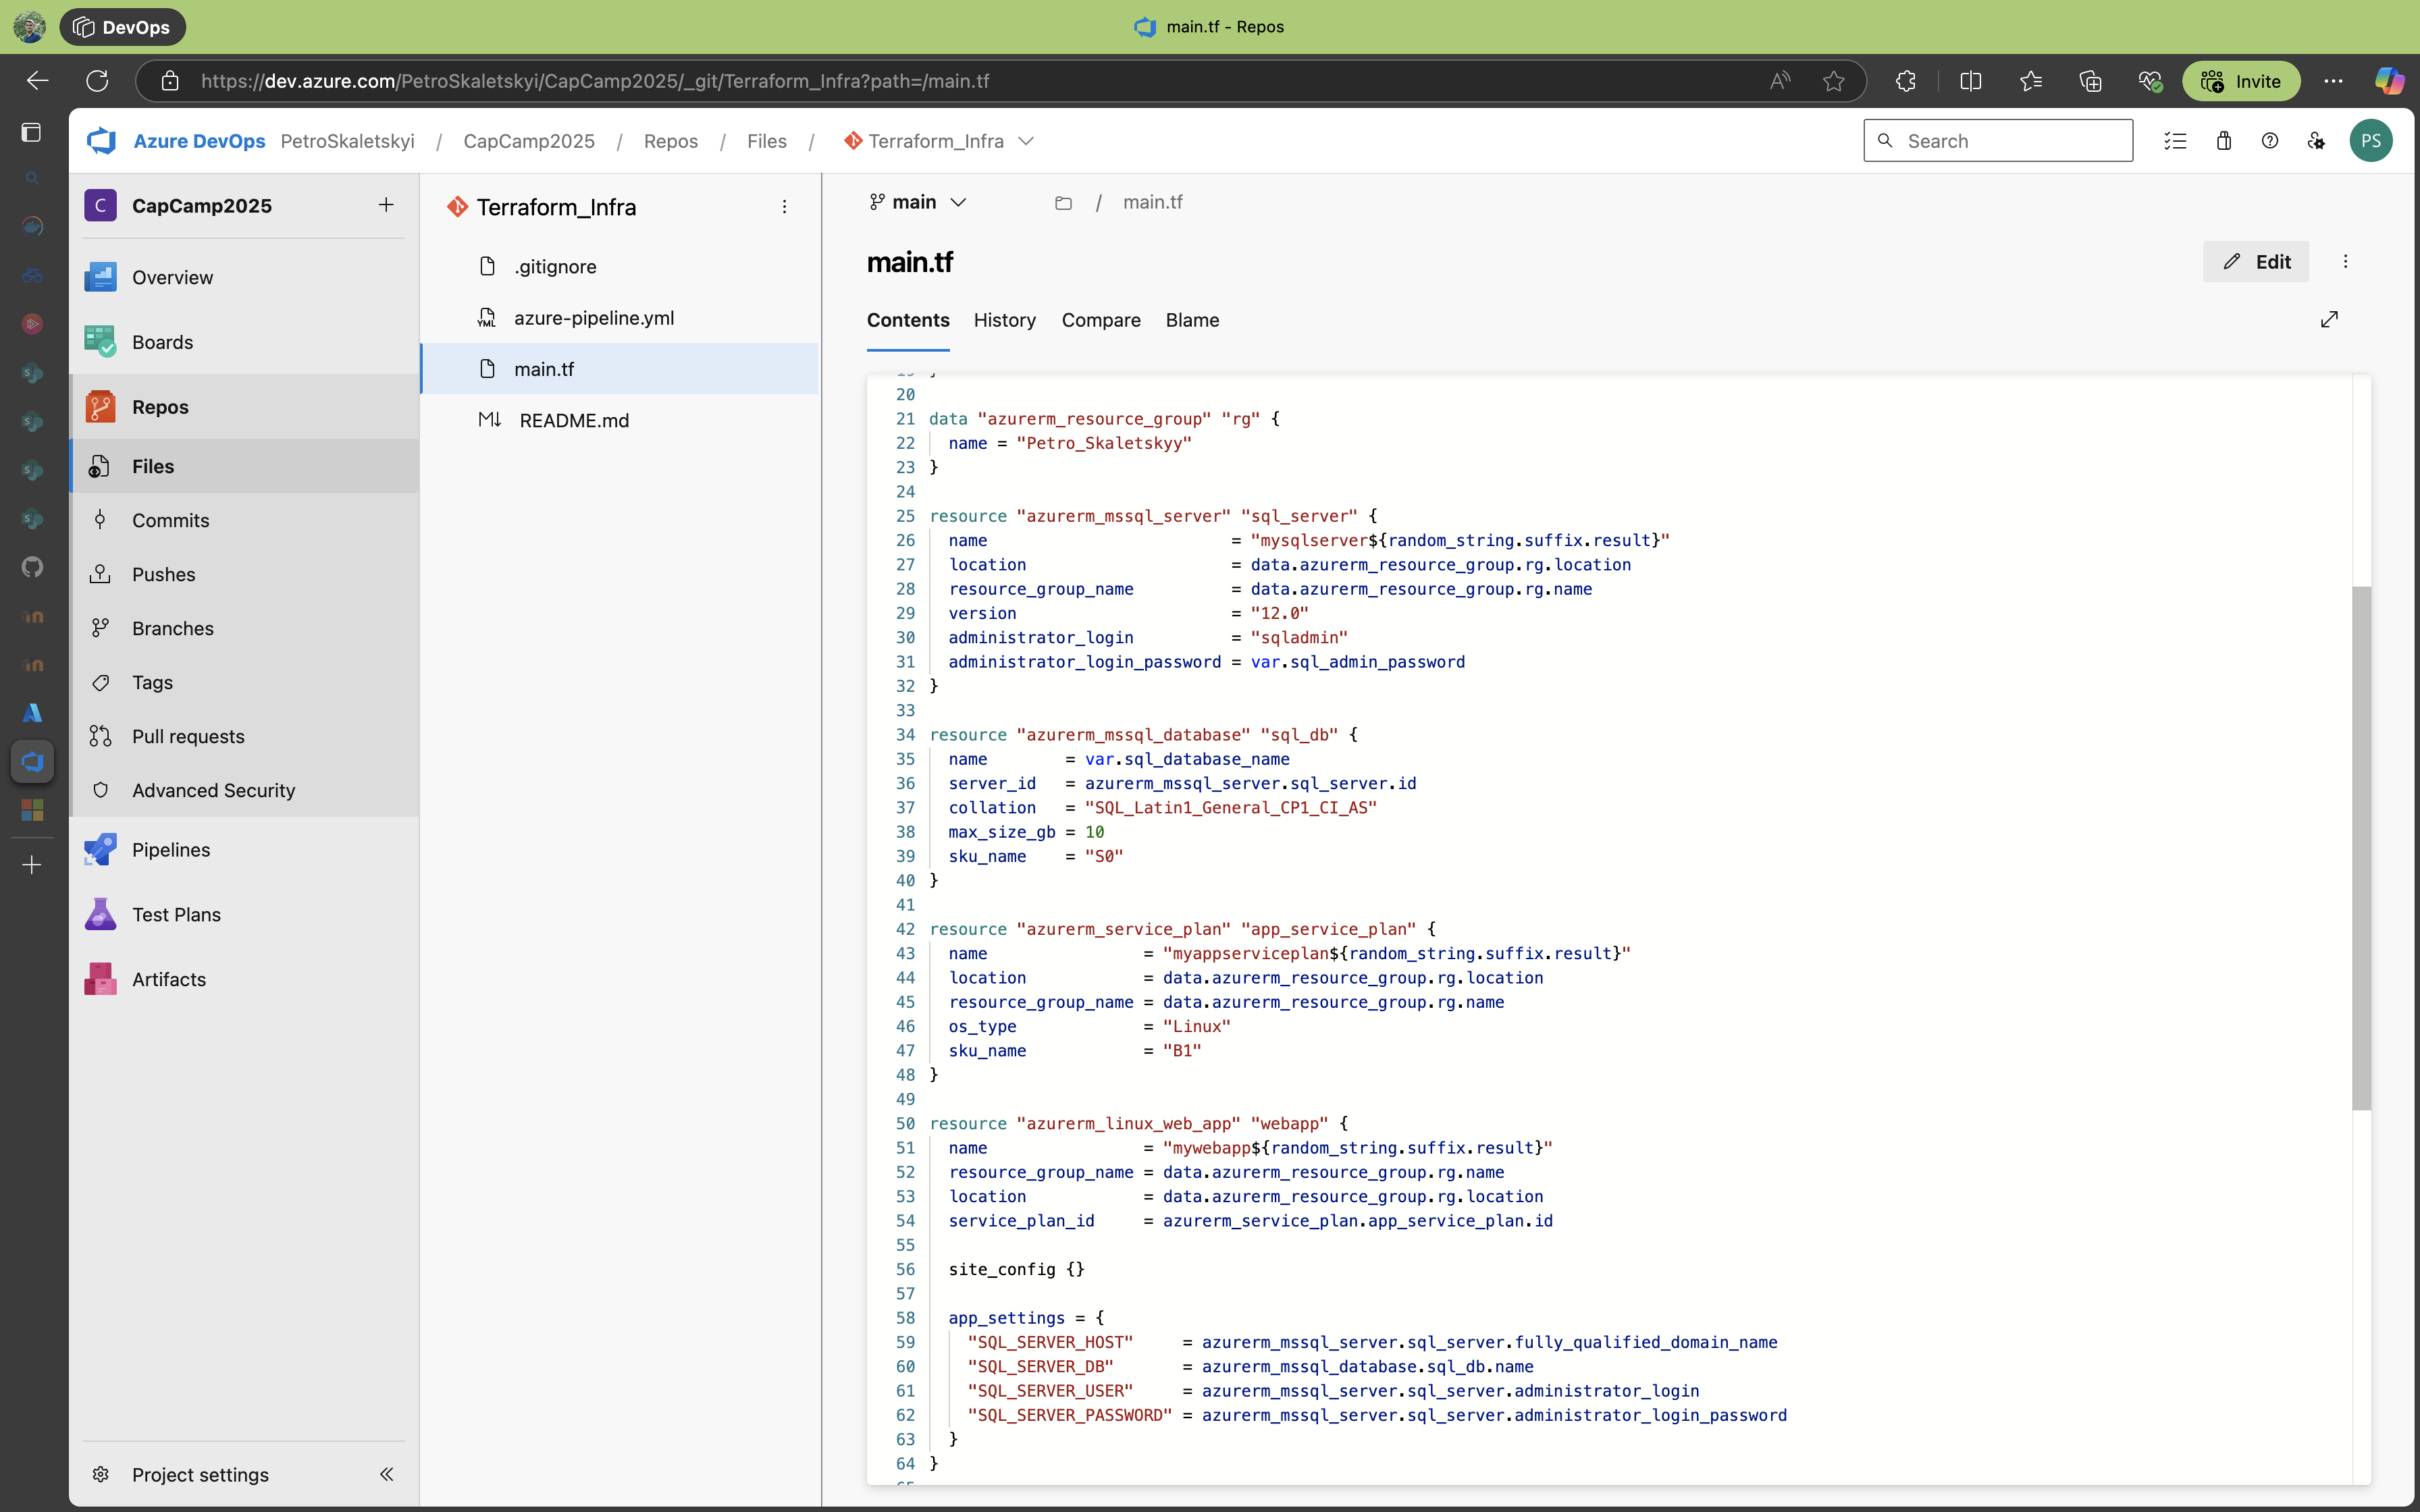 DevOps
main.tf - Repos
https://dev.azure.com/PetroSkaletskyi/CapCamp2025/_git/Terraform_Infra?path=/main.tf
Invite
Azure DevOps PetroSkaletskyi / CapCamp2025 / Repos / Files / Terraform_Infra
Search
PS
C CapCamp2025
Overview
Boards
Repos
Files
Commits
Pushes
Branches
Tags
Pull requests
Advanced Security
Pipelines
Test Plans
Artifacts
Project settings
Terraform_Infra
.gitignore
YML azure-pipeline.yml
main.tf
M↓ README.md
main / main.tf
main.tf
Edit
Contents History Compare Blame
20
21 data "azurerm_resource_group" "rg" {
22   name = "Petro_Skaletskyy"
23 }
24
25 resource "azurerm_mssql_server" "sql_server" {
26   name                         = "mysqlserver${random_string.suffix.result}"
27   location                     = data.azurerm_resource_group.rg.location
28   resource_group_name          = data.azurerm_resource_group.rg.name
29   version                      = "12.0"
30   administrator_login          = "sqladmin"
31   administrator_login_password = var.sql_admin_password
32 }
33
34 resource "azurerm_mssql_database" "sql_db" {
35   name        = var.sql_database_name
36   server_id   = azurerm_mssql_server.sql_server.id
37   collation   = "SQL_Latin1_General_CP1_CI_AS"
38   max_size_gb = 10
39   sku_name    = "S0"
40 }
41
42 resource "azurerm_service_plan" "app_service_plan" {
43   name                = "myappserviceplan${random_string.suffix.result}"
44   location            = data.azurerm_resource_group.rg.location
45   resource_group_name = data.azurerm_resource_group.rg.name
46   os_type             = "Linux"
47   sku_name            = "B1"
48 }
49
50 resource "azurerm_linux_web_app" "webapp" {
51   name                = "mywebapp${random_string.suffix.result}"
52   resource_group_name = data.azurerm_resource_group.rg.name
53   location            = data.azurerm_resource_group.rg.location
54   service_plan_id     = azurerm_service_plan.app_service_plan.id
55
56   site_config {}
57
58   app_settings = {
59     "SQL_SERVER_HOST"     = azurerm_mssql_server.sql_server.fully_qualified_domain_name
60     "SQL_SERVER_DB"       = azurerm_mssql_database.sql_db.name
61     "SQL_SERVER_USER"     = azurerm_mssql_server.sql_server.administrator_login
62     "SQL_SERVER_PASSWORD" = azurerm_mssql_server.sql_server.administrator_login_password
63   }
64 }